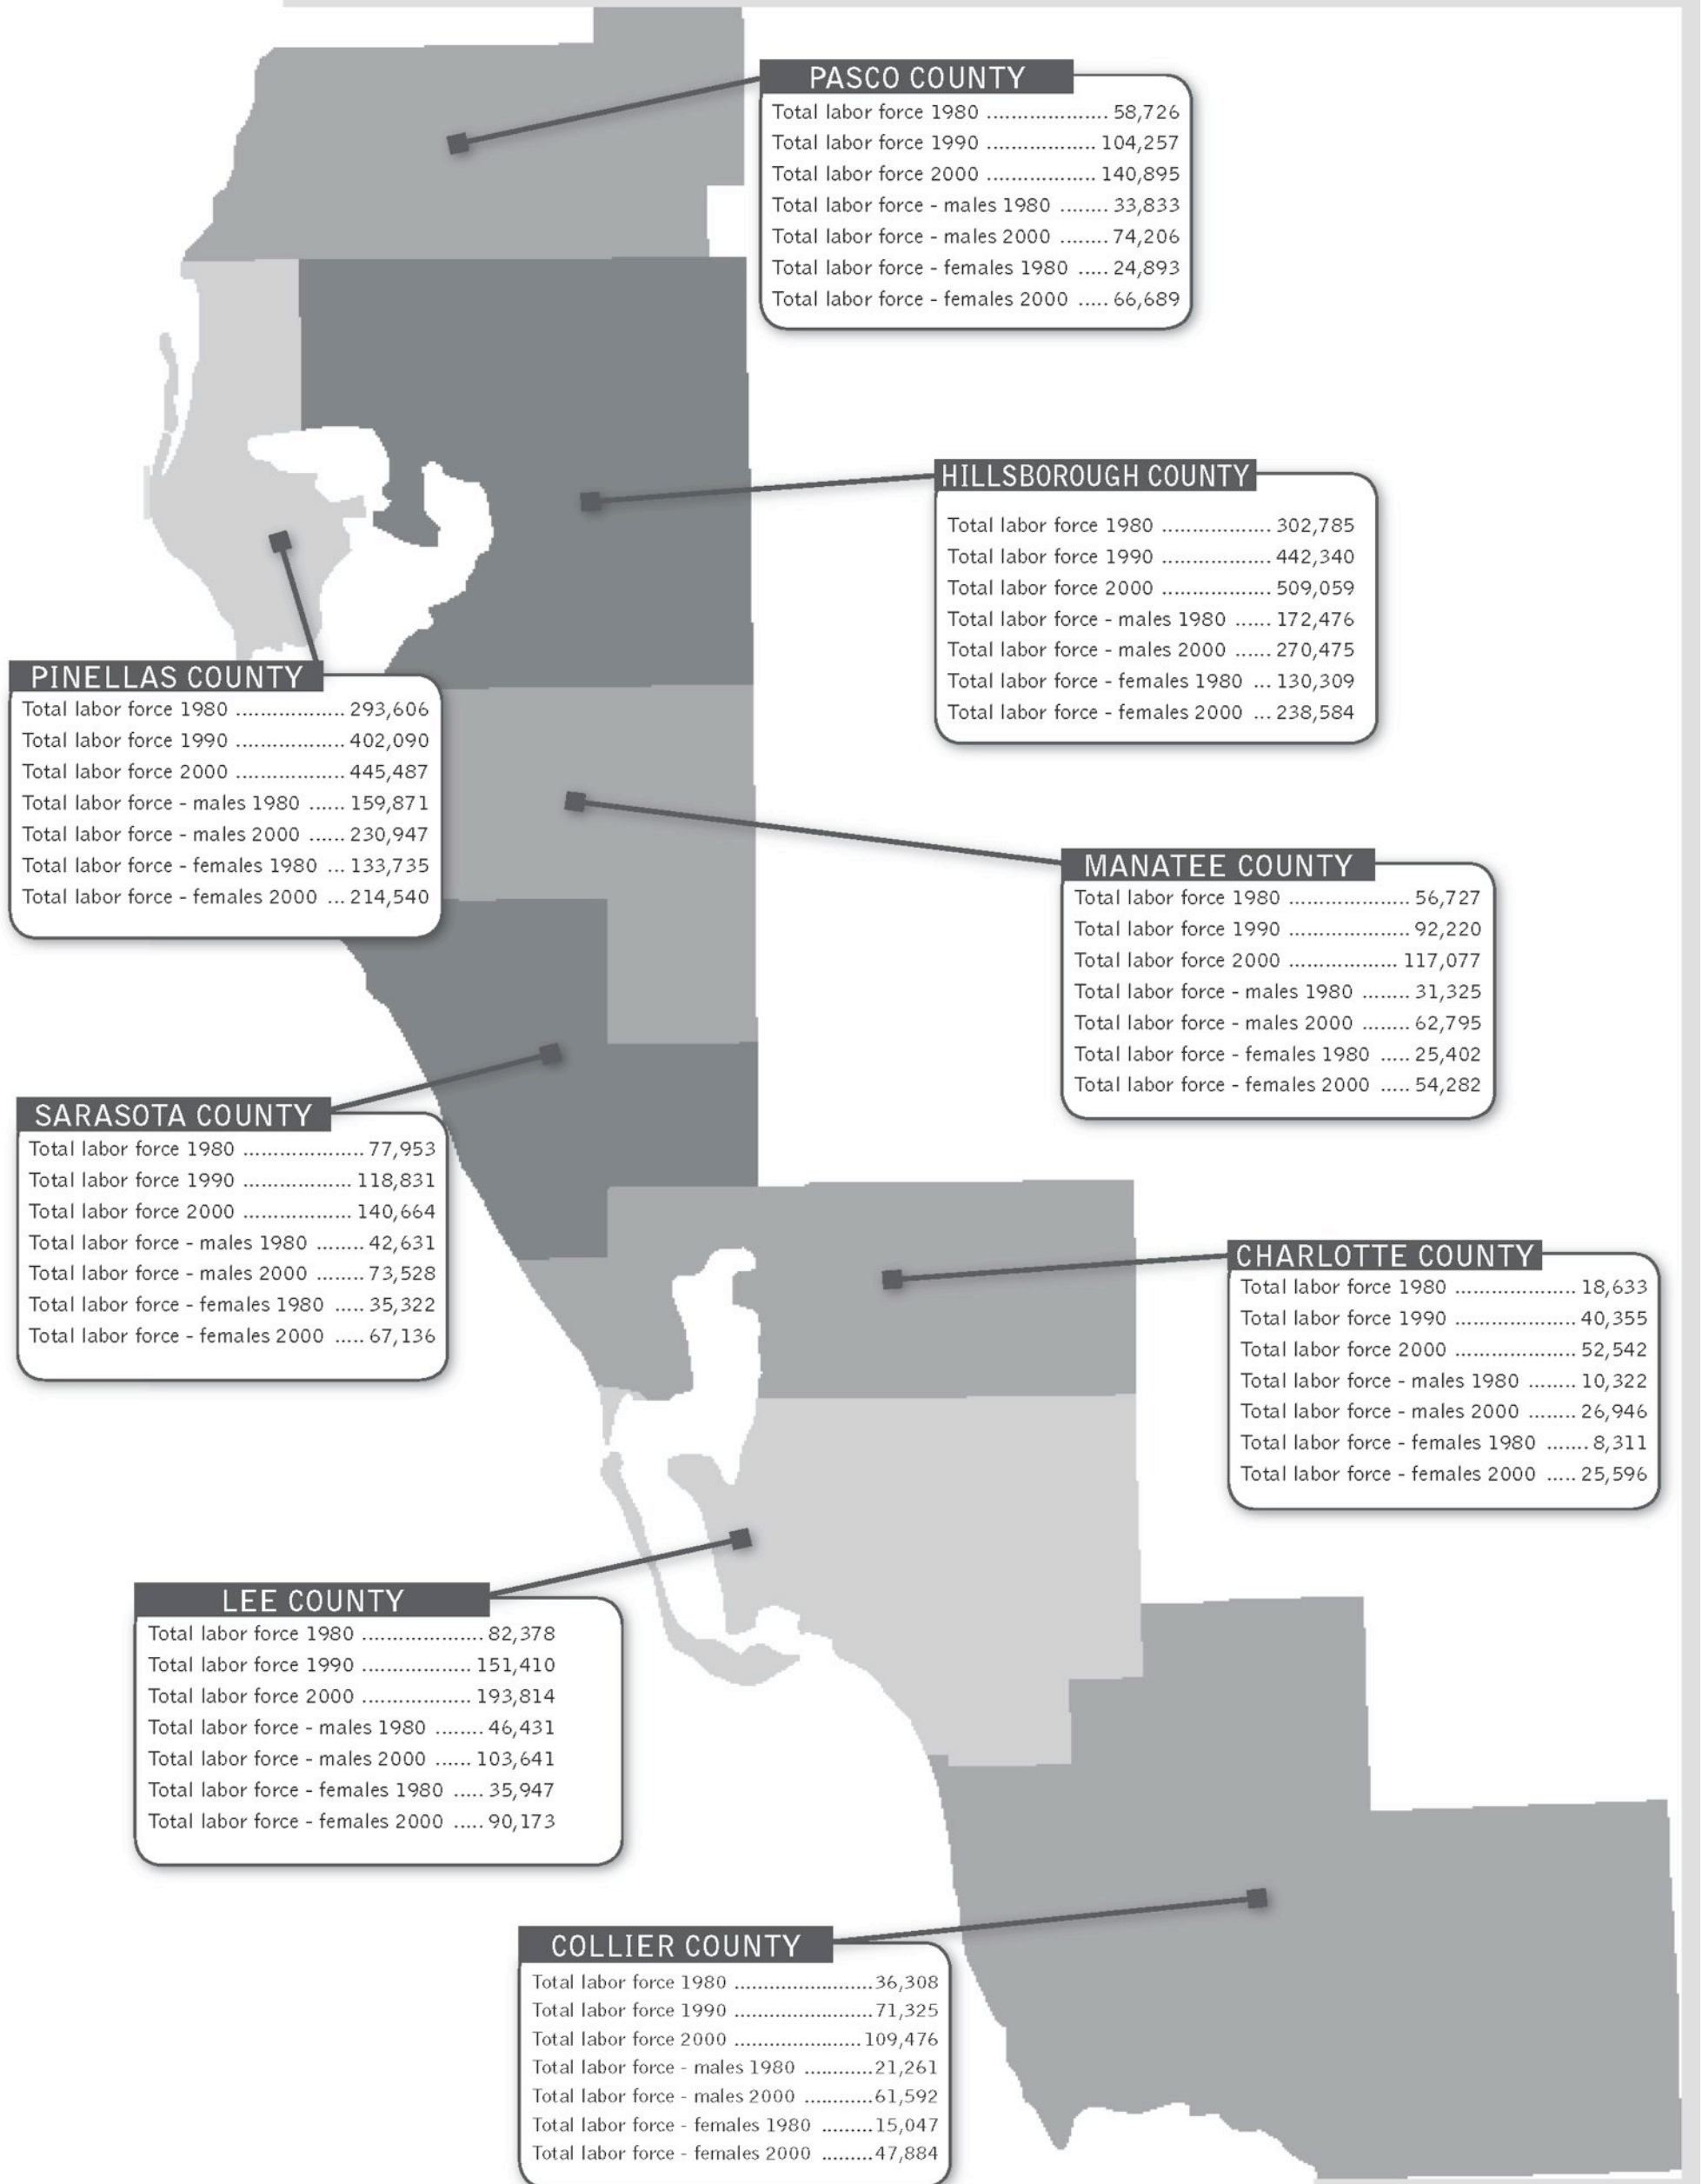 PASCO COUNTY
Total labor force 1980 .................... 58,726
Total labor force 1990 .................. 104,257
Total labor force 2000 .................. 140,895
Total labor force - males 1980 ........ 33,833
Total labor force - males 2000 ........ 74,206
Total labor force - females 1980 ..... 24,893
Total labor force - females 2000 ..... 66,689
HILLSBOROUGH COUNTY
Total labor force 1980 .................. 302,785
Total labor force 1990 .................. 442,340
Total labor force 2000 .................. 509,059
Total labor force - males 1980 ...... 172,476
Total labor force - males 2000 ...... 270,475
Total labor force - females 1980 ... 130,309
Total labor force - females 2000 ... 238,584
PINELLAS COUNTY
Total labor force 1980 .................. 293,606
Total labor force 1990 .................. 402,090
Total labor force 2000 .................. 445,487
Total labor force - males 1980 ...... 159,871
Total labor force - males 2000 ...... 230,947
Total labor force - females 1980 ... 133,735
Total labor force - females 2000 ... 214,540
MANATEE COUNTY
Total labor force 1980 .................... 56,727
Total labor force 1990 .................... 92,220
Total labor force 2000 .................. 117,077
Total labor force - males 1980 ........ 31,325
Total labor force - males 2000 ........ 62,795
Total labor force - females 1980 ..... 25,402
Total labor force - females 2000 ..... 54,282
SARASOTA COUNTY
Total labor force 1980 .................... 77,953
Total labor force 1990 .................. 118,831
Total labor force 2000 .................. 140,664
Total labor force - males 1980 ........ 42,631
Total labor force - males 2000 ........ 73,528
Total labor force - females 1980 ..... 35,322
Total labor force - females 2000 ..... 67,136
CHARLOTTE COUNTY
Total labor force 1980 .................... 18,633
Total labor force 1990 .................... 40,355
Total labor force 2000 .................... 52,542
Total labor force - males 1980 ........ 10,322
Total labor force - males 2000 ........ 26,946
Total labor force - females 1980 ....... 8,311
Total labor force - females 2000 ..... 25,596
LEE COUNTY
Total labor force 1980 .................... 82,378
Total labor force 1990 .................. 151,410
Total labor force 2000 .................. 193,814
Total labor force - males 1980 ........ 46,431
Total labor force - males 2000 ...... 103,641
Total labor force - females 1980 ..... 35,947
Total labor force - females 2000 ..... 90,173
COLLIER COUNTY
Total labor force 1980 .......................36,308
Total labor force 1990 .......................71,325
Total labor force 2000 .....................109,476
Total labor force - males 1980 ...........21,261
Total labor force - males 2000 ...........61,592
Total labor force - females 1980 .........15,047
Total labor force - females 2000 .........47,884